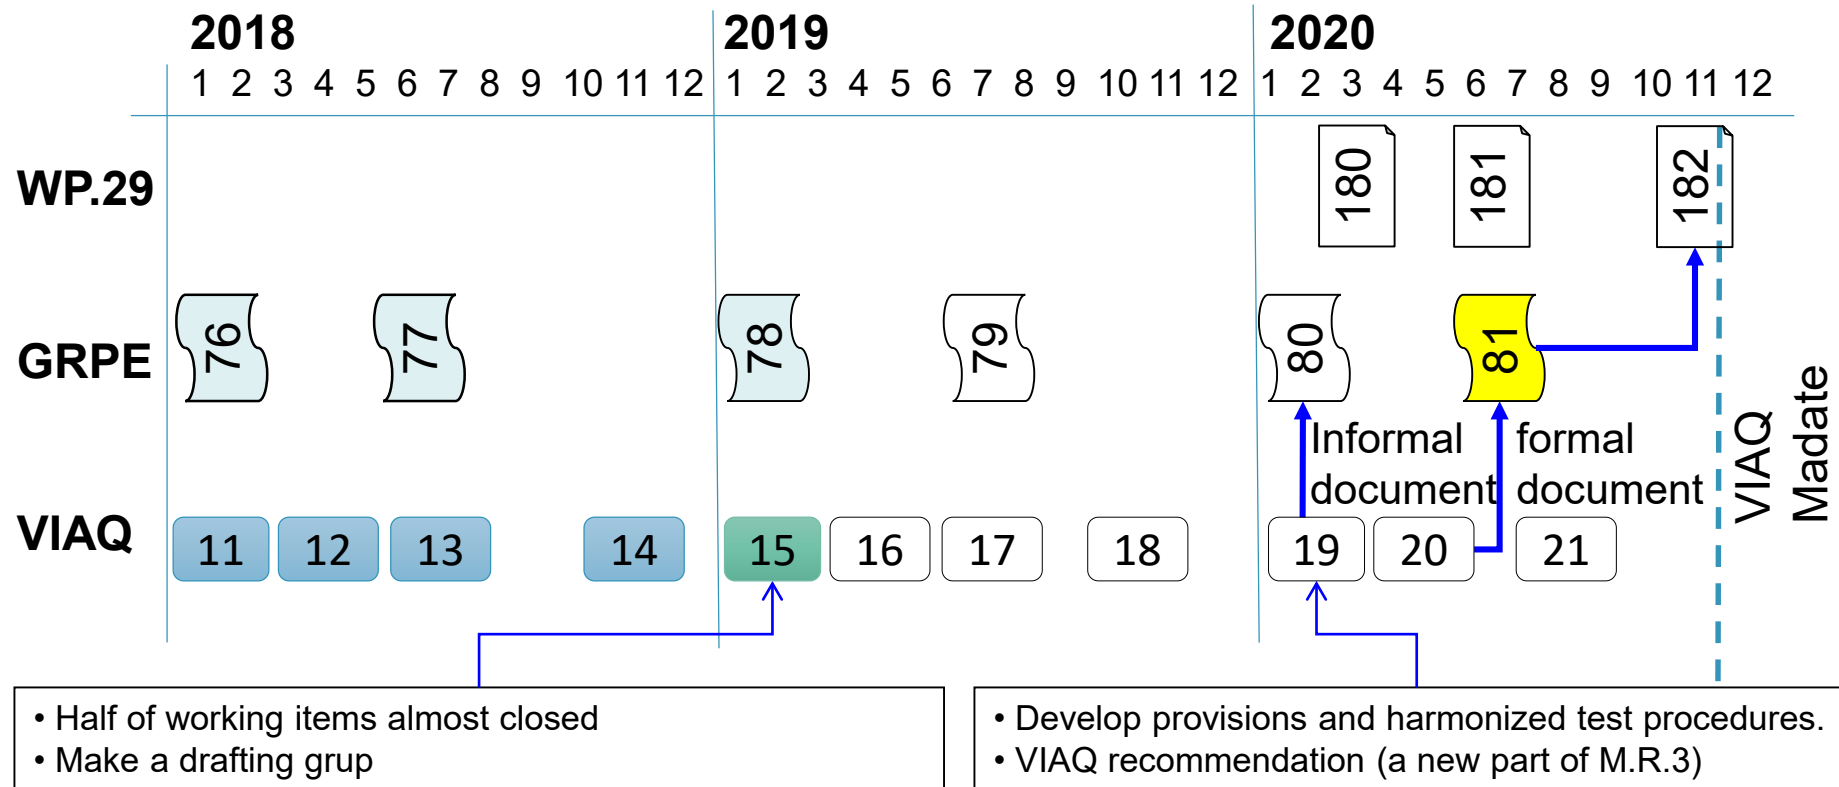 2018 2019 2020
1 2 3 4 5 6 7 8 9 10 11 12 1 2 3 4 5 6 7 8 9 10 11 12 1 2 3 4 5 6 7 8 9 10 11 12
WP.29 180 181 182
GRPE 76 77 78 79 80 81
Informal formal
document document
VIAQ
Madate
VIAQ 11 12 13 14 15 16 17 18 19 20 21
• Half of working items almost closed
• Make a drafting grup
• Develop provisions and harmonized test procedures.
• VIAQ recommendation (a new part of M.R.3)